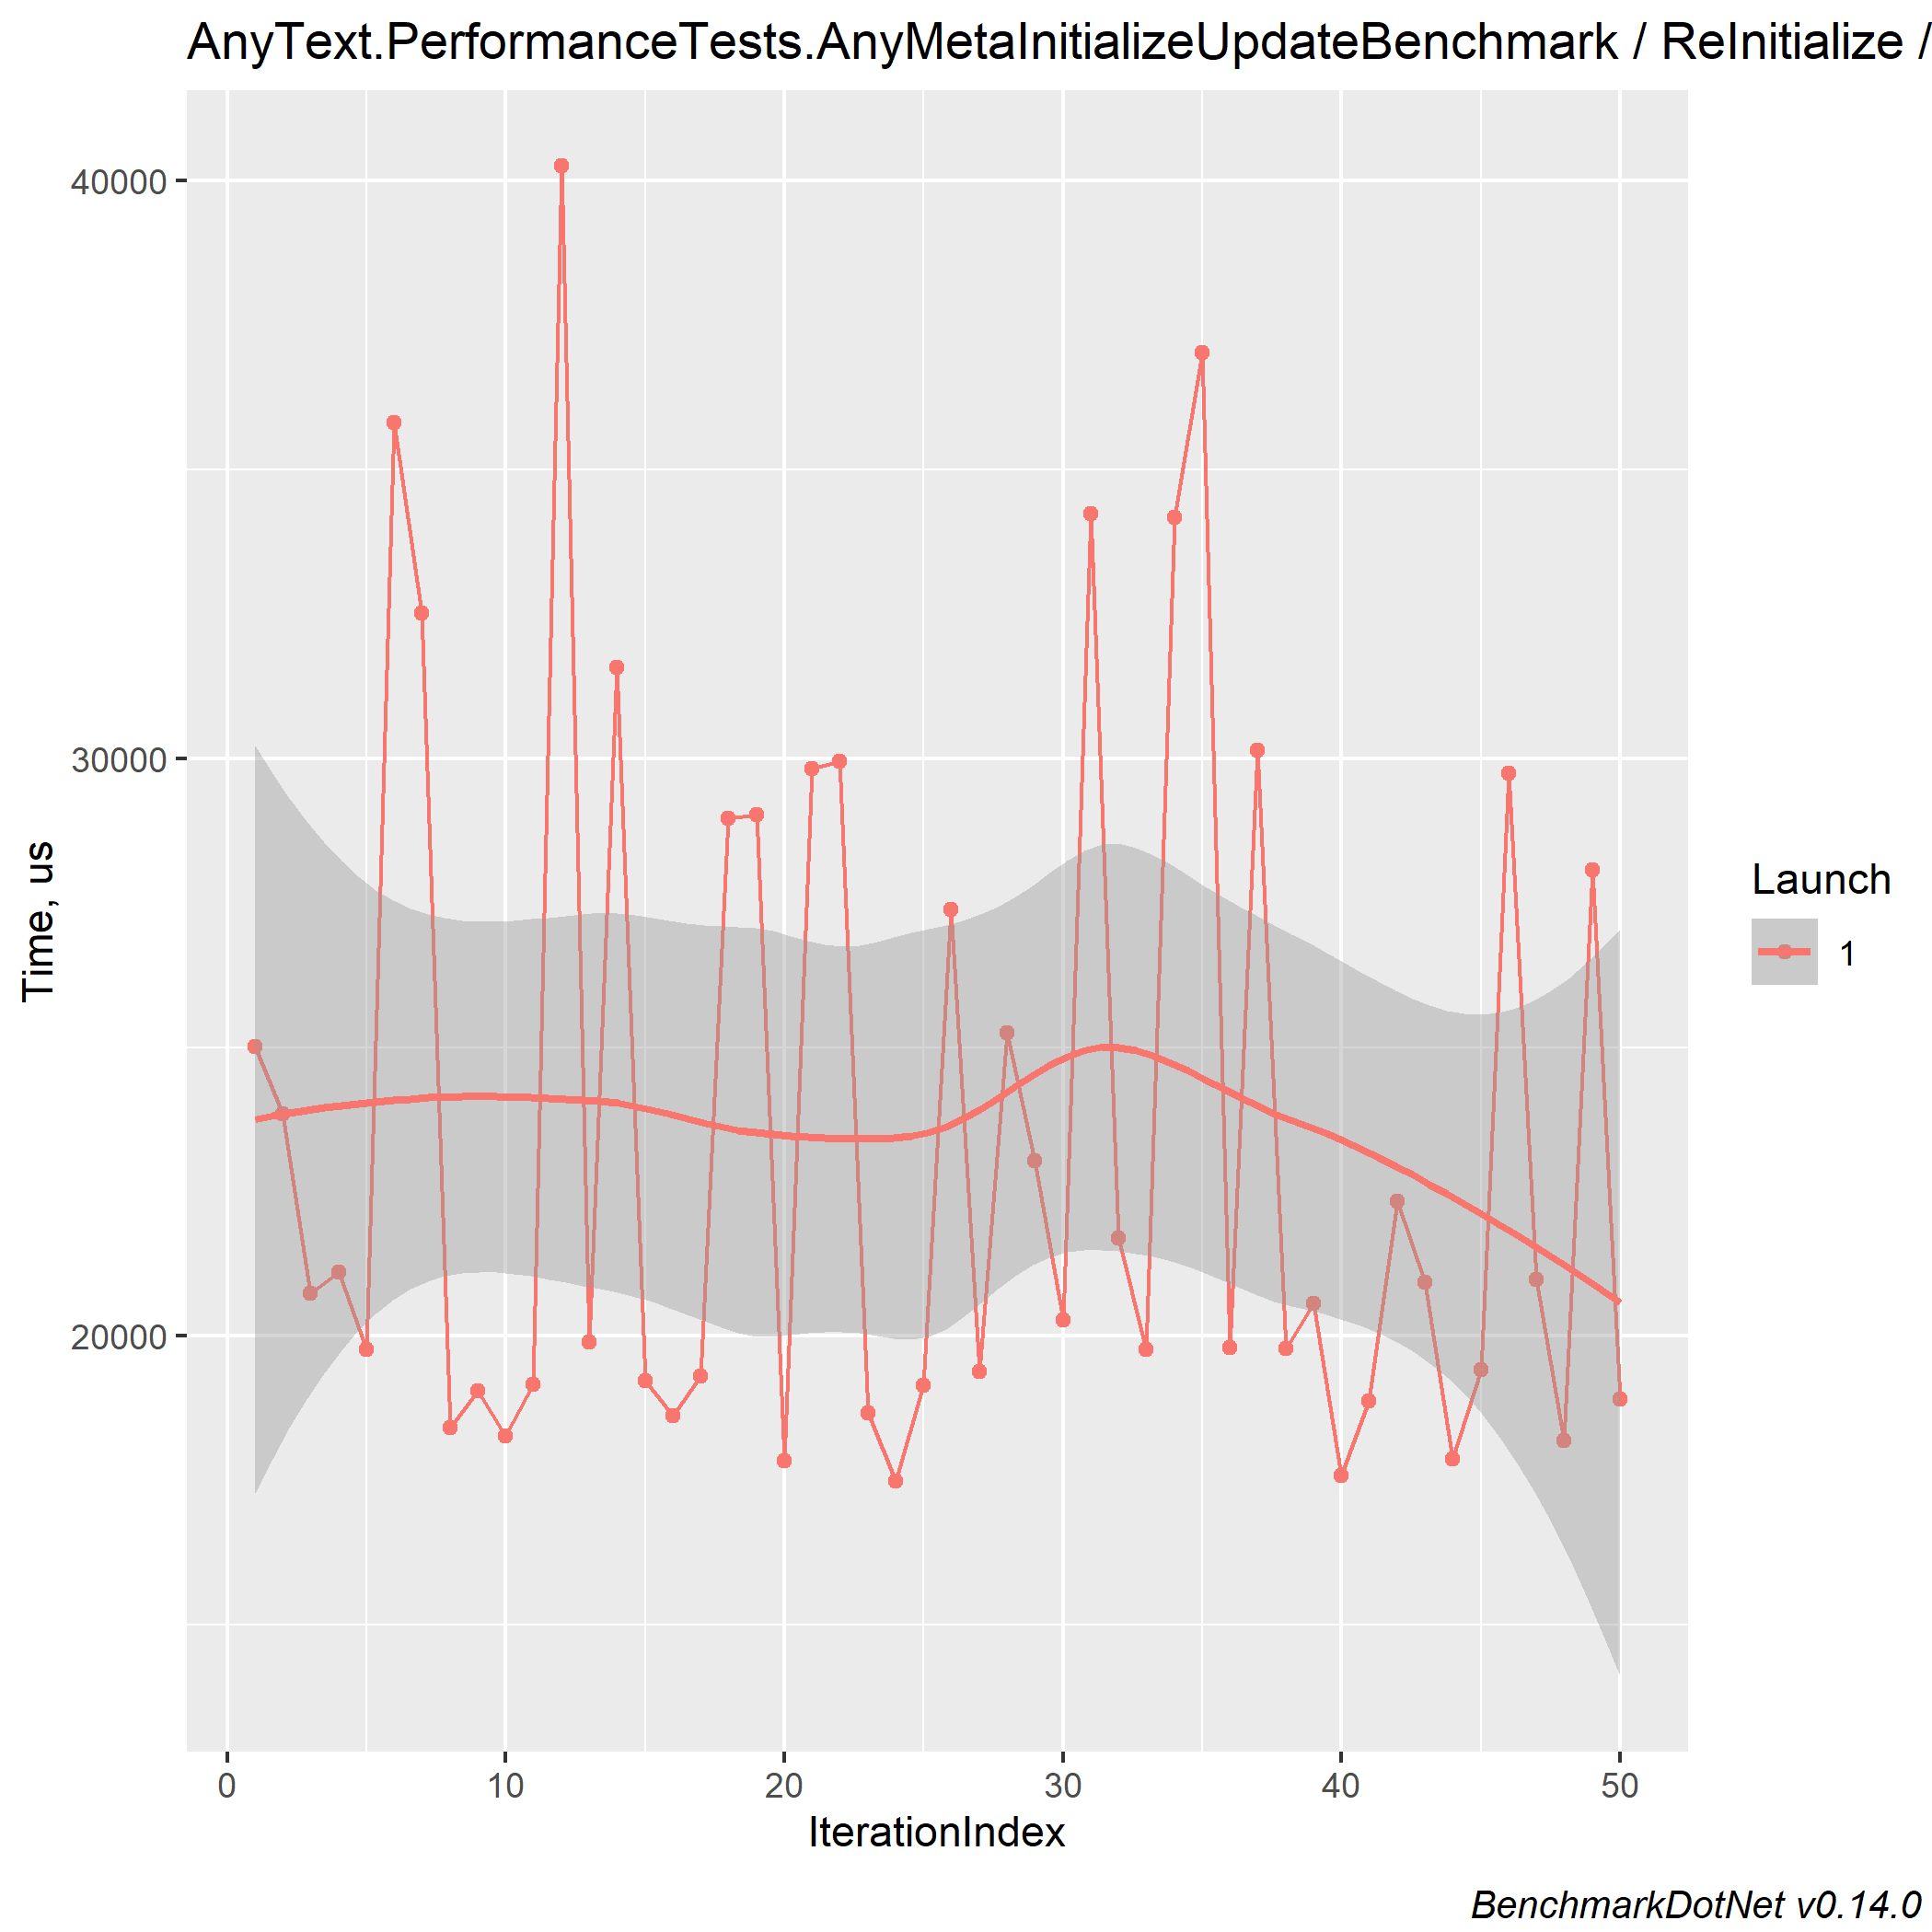 AnyText.PerformanceTests.AnyMetaInitializeUpdateBenchmark / ReInitialize /
Time, us
40000
30000
20000
0 10 20 30 40 50
IterationIndex
Launch
1
BenchmarkDotNet v0.14.0